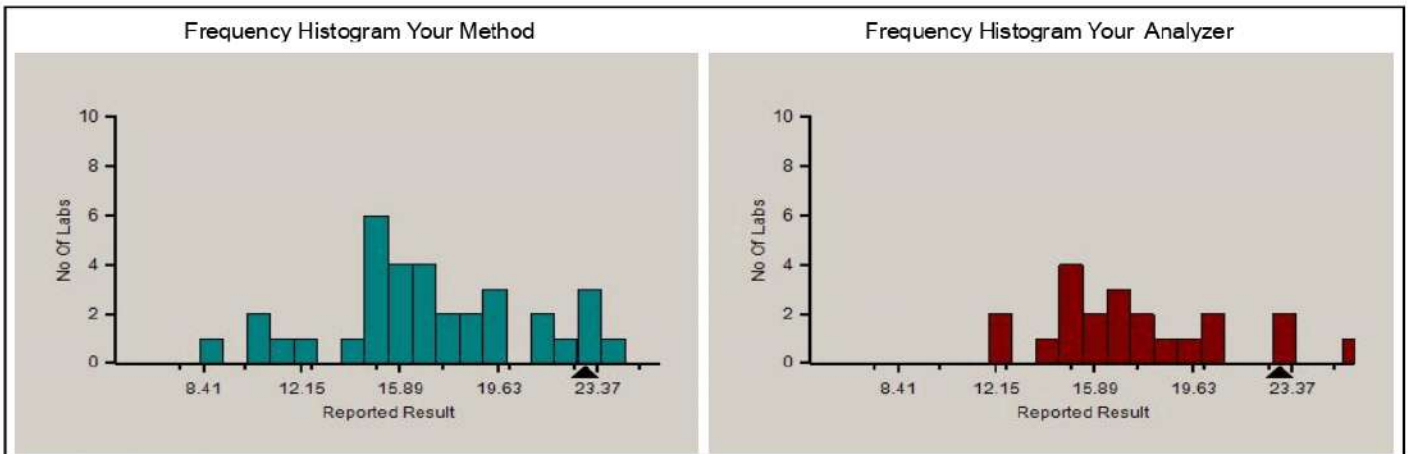 Frequency Histogram Your Method
10
8
6
4
2
0
No Of Labs
8.41 12.15 15.89 19.63 23.37
Reported Result
Frequency Histogram Your Analyzer
10
8
6
4
2
0
No Of Labs
8.41 12.15 15.89 19.63 23.37
Reported Result